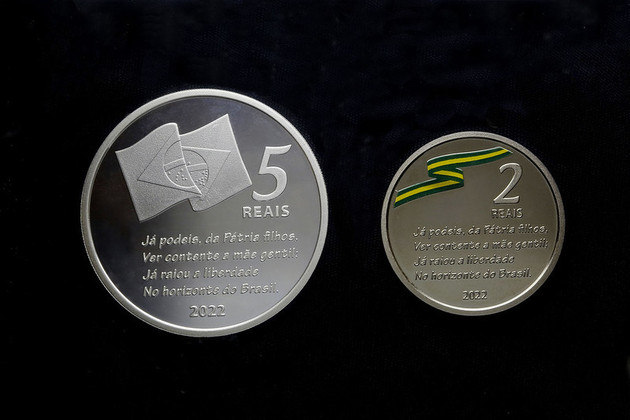 5
REAIS
Já podeis, da Pátria filhos,
Ver contente a mãe gentil;
Já raiou a liberdade
No horizonte do Brasil.
2022
2
REAIS
Já podeis, da Pátria filhos,
Ver contente a mãe gentil;
Já raiou a liberdade
No horizonte do Brasil.
2022